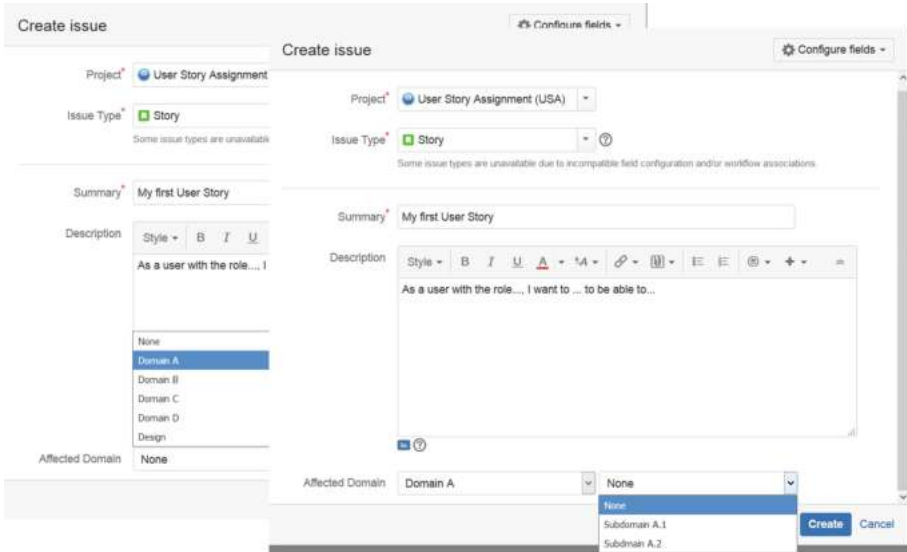 Create issue
Configure fields
Project*
User Story Assignment
Issue Type*
Story
Some issue types are unavailable
Summary*
My first User Story
Description
Style B I U
As a user with the role..., I
None
Domain A
Domain B
Domain C
Domain D
Design
Affected Domain
None
Create issue
Configure fields
Project*
User Story Assignment (USA)
Issue Type*
Story
Some issue types are unavailable due to incompatible field configuration and/or workflow associations.
Summary*
My first User Story
Description
Style B I U A
As a user with the role..., I want to ... to be able to...
Affected Domain
Domain A
None
None
Subdomain A.1
Subdmain A.2
Create Cancel